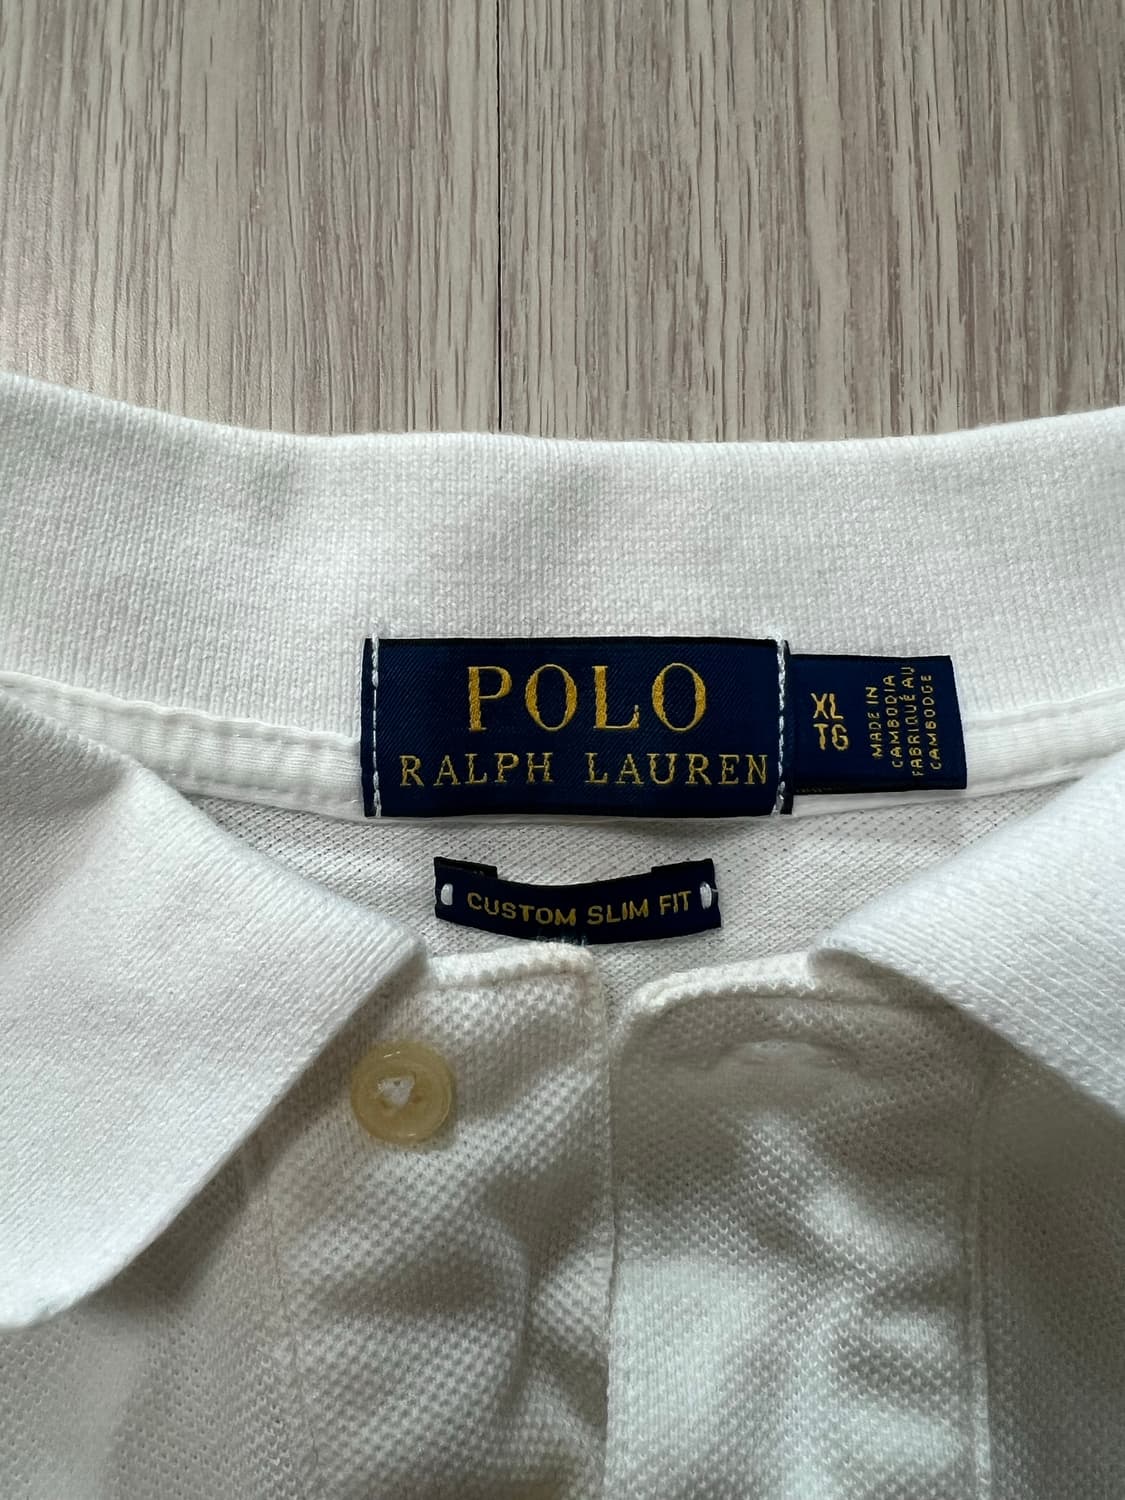 POLO
RALPH LAUREN
XL
TG
MADE IN
CAMBODIA
FABRIQUÉ AU
CAMBODGE
CUSTOM SLIM FIT